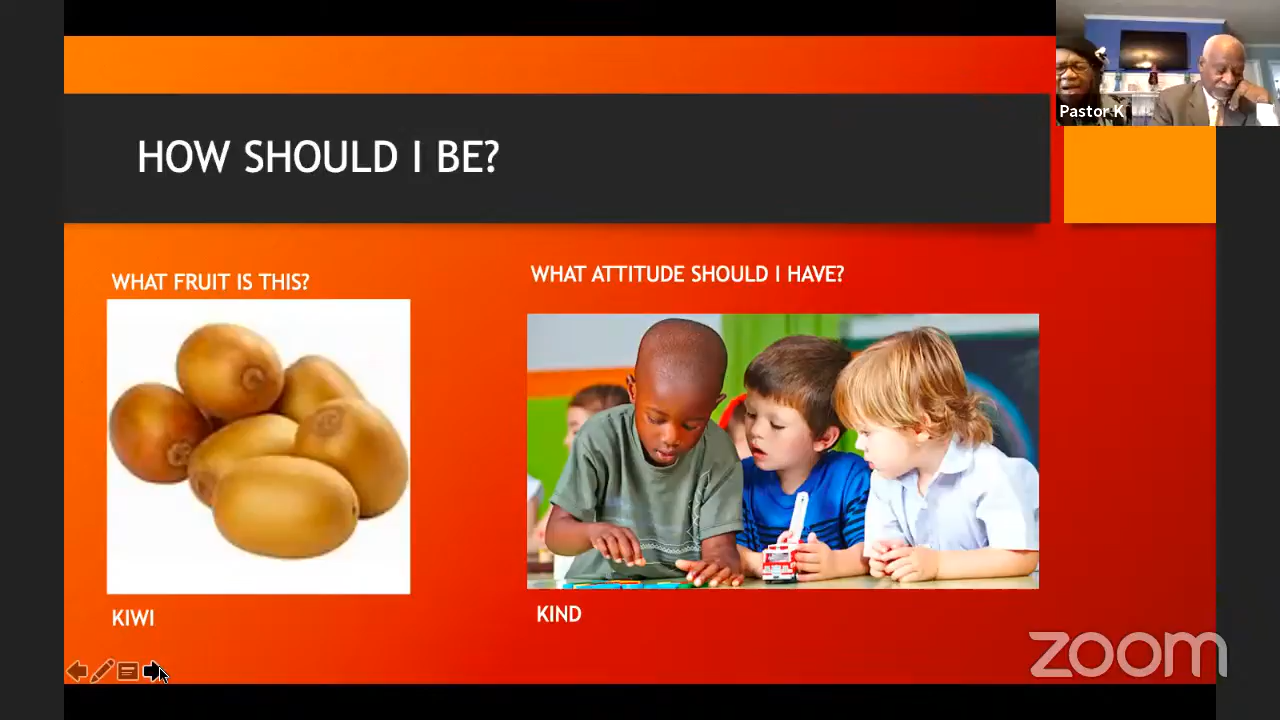 Pastor K
HOW SHOULD I BE?
WHAT FRUIT IS THIS?
WHAT ATTITUDE SHOULD I HAVE?
KIWI
KIND
zoom